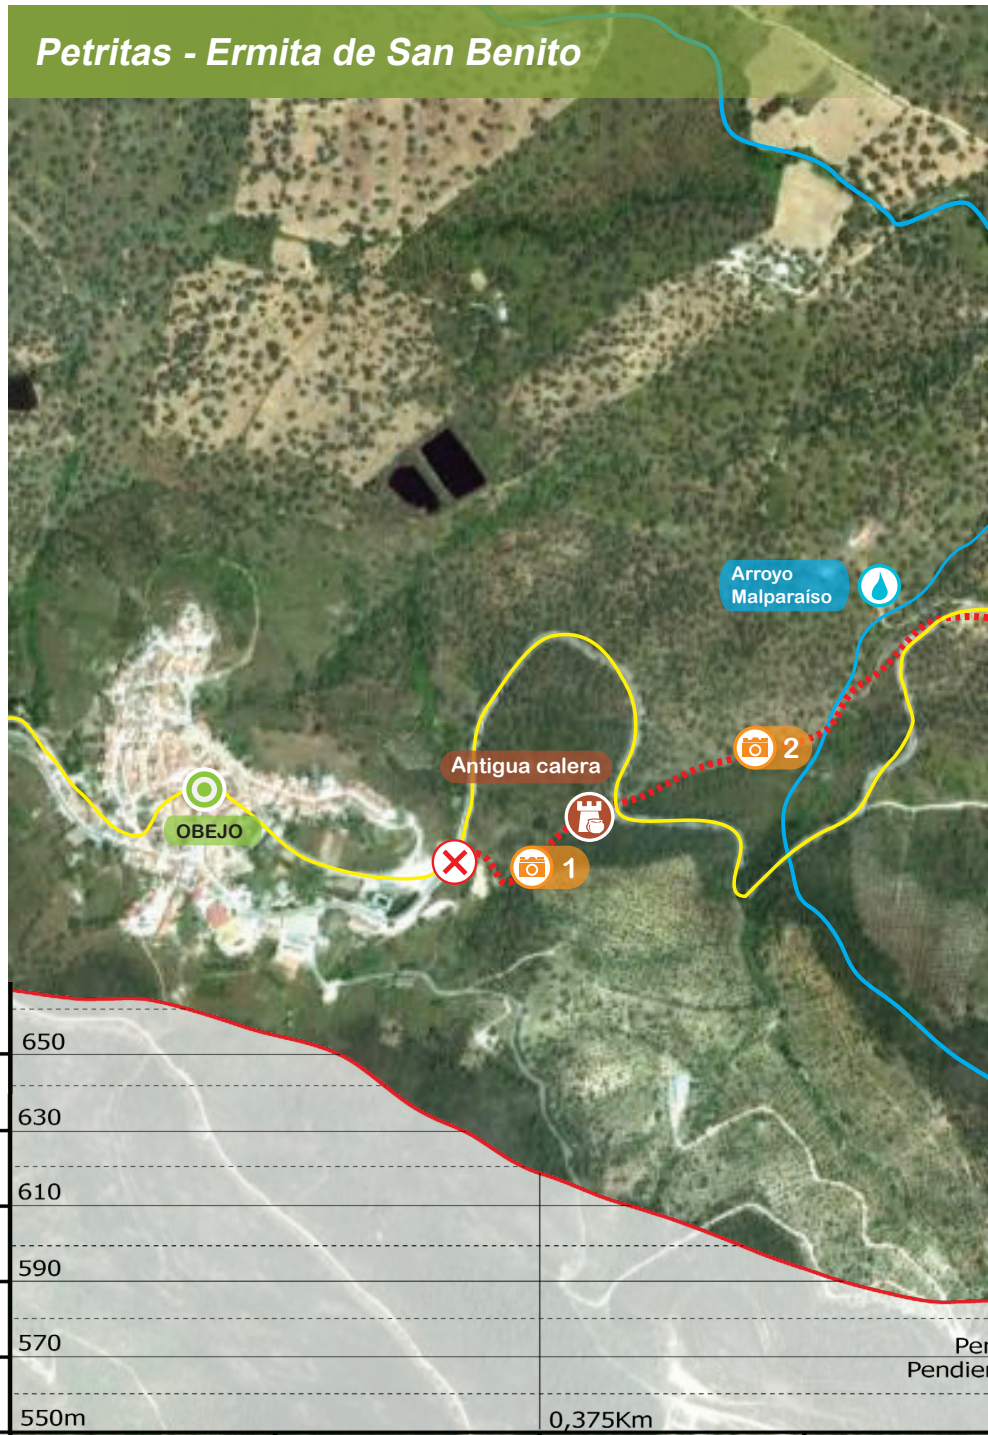 Petritas - Ermita de San Benito
Arroyo
Malparaíso
Antigua calera
2
OBEJO
1
650
630
610
590
570
550m
0,375Km